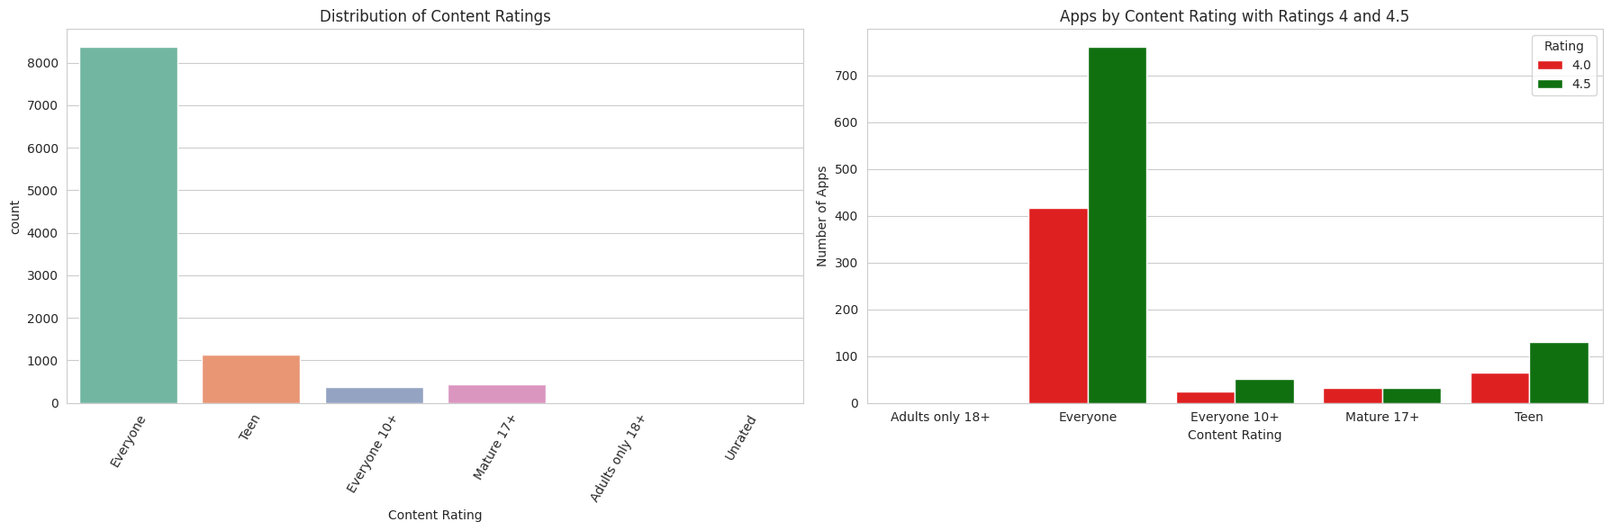 Distribution of Content Ratings
count
8000
7000
6000
5000
4000
3000
2000
1000
0
Everyone
Teen
Everyone 10+
Mature 17+
Adults only 18+
Unrated
Content Rating
Apps by Content Rating with Ratings 4 and 4.5
Rating
4.0
4.5
Number of Apps
700
600
500
400
300
200
100
0
Adults only 18+
Everyone
Everyone 10+
Mature 17+
Teen
Content Rating